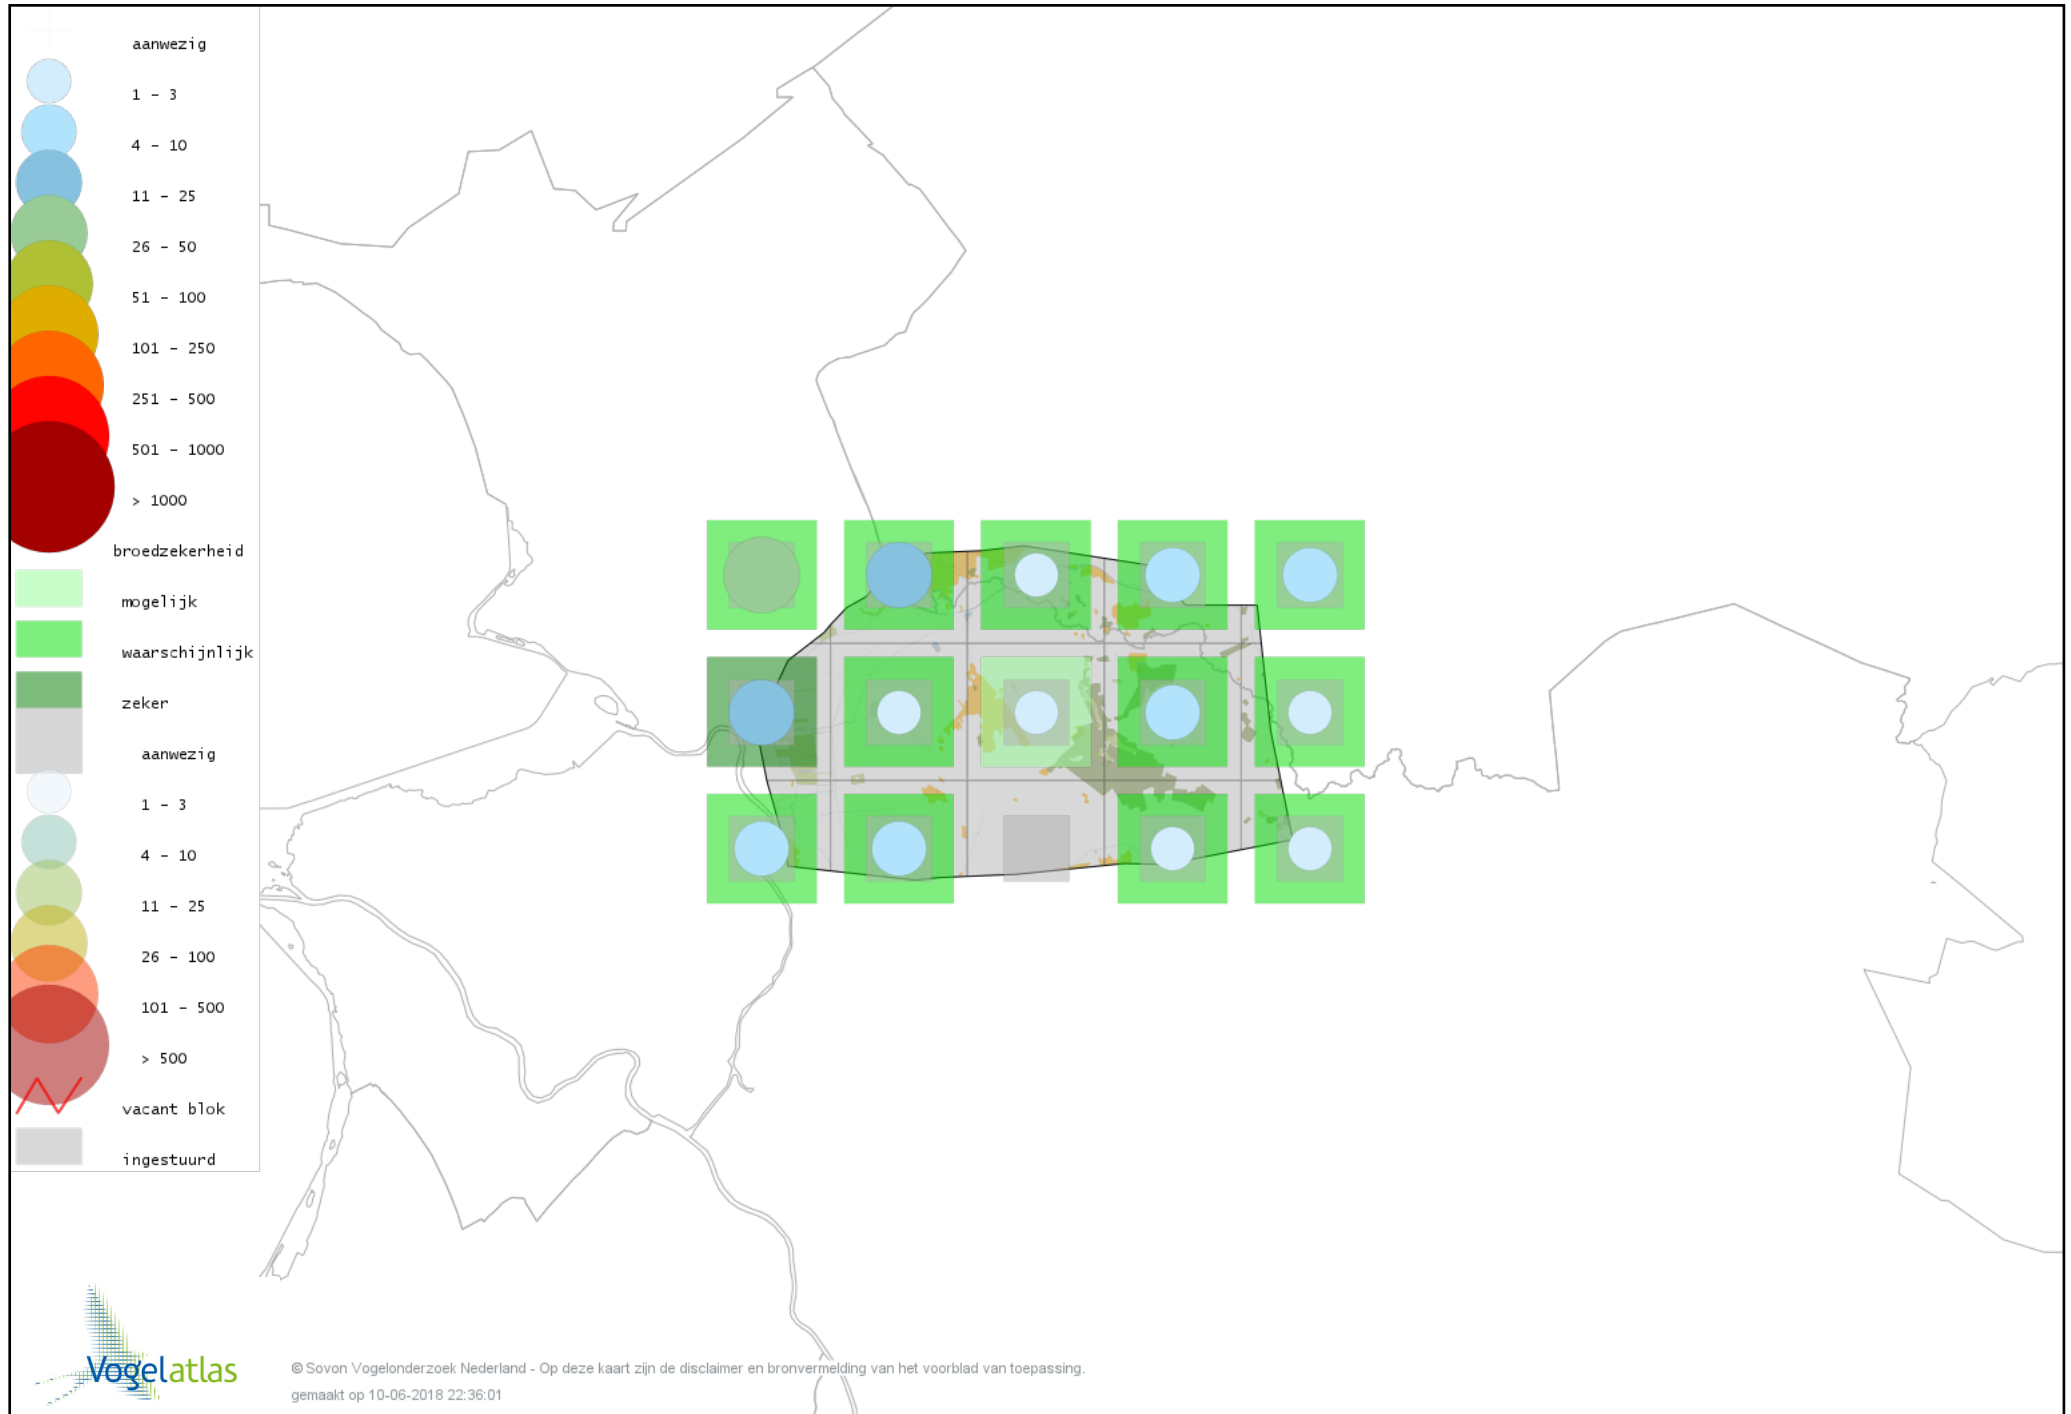 aanwezig
1 - 3
4 - 10
11 - 25
26 - 50
51 - 100
101 - 250
251 - 500
501 - 1000
> 1000
broedzekerheid
mogelijk
waarschijnlijk
zeker
aanwezig
1 - 3
4 - 10
11 - 25
26 - 100
101 - 500
> 500
vacant blok
ingestuurd
Vogelatlas
© Sovon Vogelonderzoek Nederland - Op deze kaart zijn de disclaimer en bronvermelding van het voorblad van toepassing.
gemaakt op 10-06-2018 22:36:01